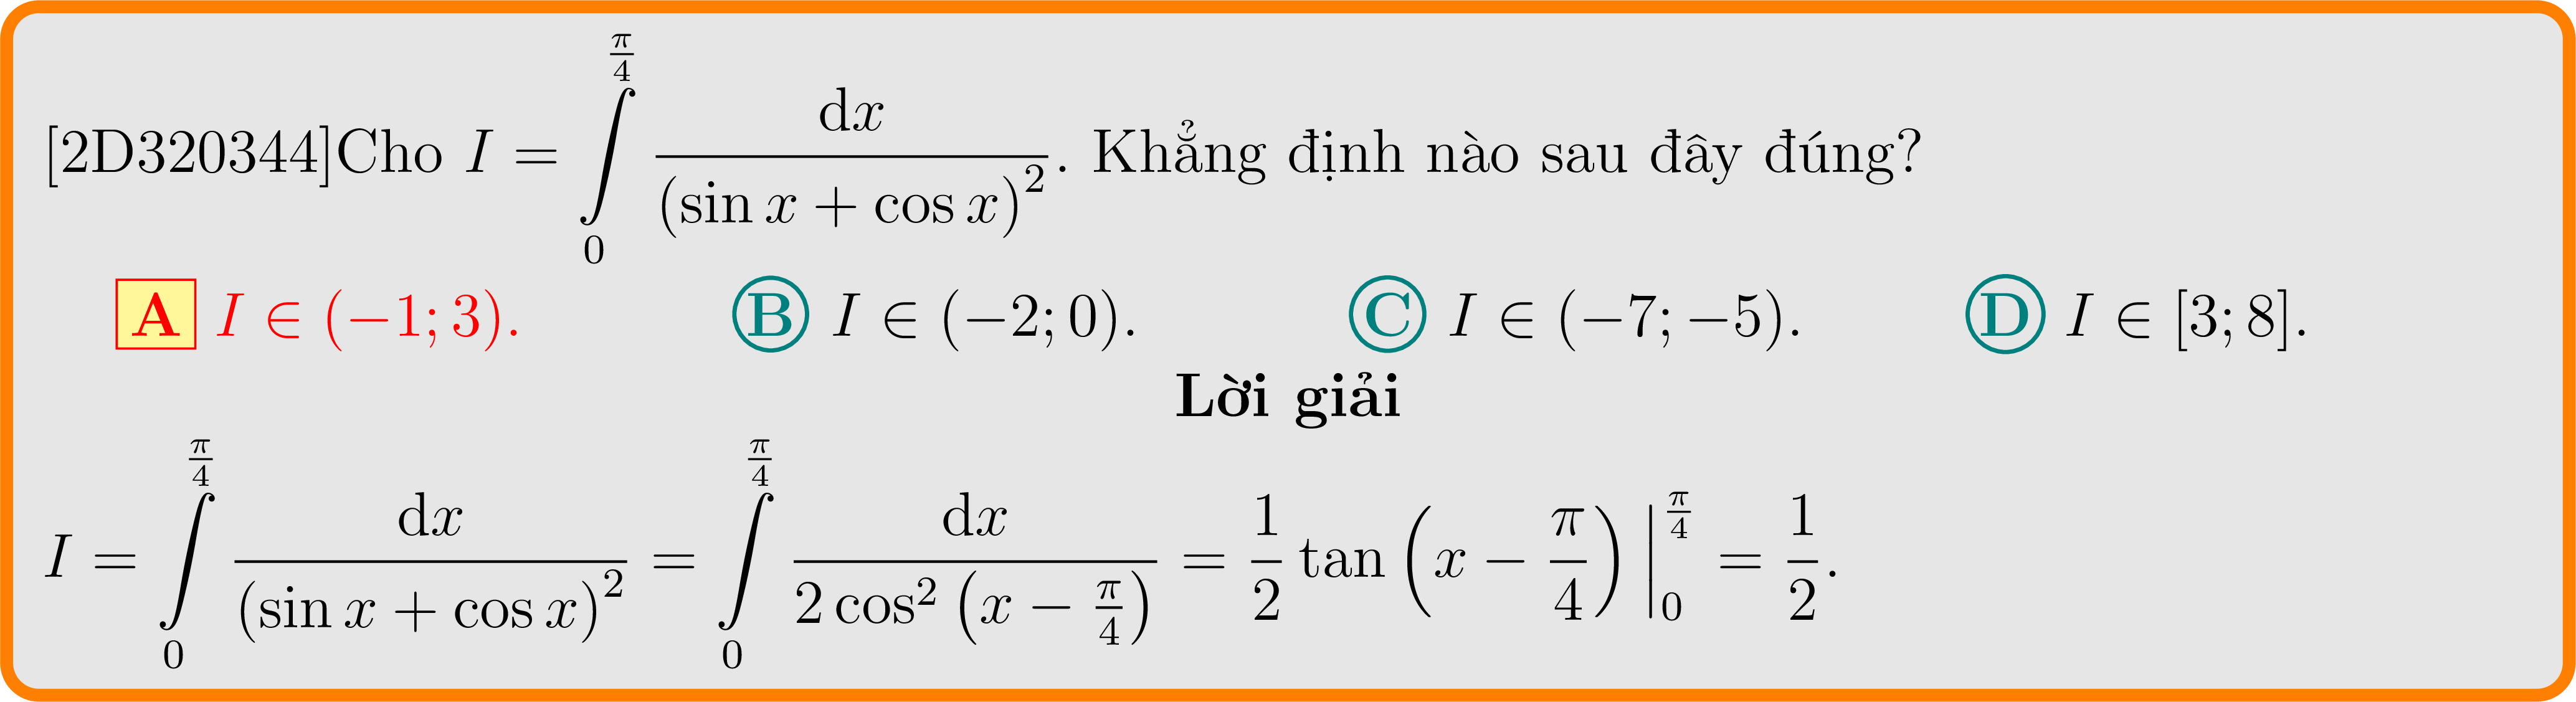 [2D320344]Cho $I = \int\limits_{0}^{\frac{\pi}{4}} \frac{\mathrm{d}x}{(\sin x + \cos x)^2}$. Khẳng định nào sau đây đúng?
A $I \in (-1; 3)$. B $I \in (-2; 0)$. C $I \in (-7; -5)$. D $I \in [3; 8]$.
Lời giải
$I = \int\limits_{0}^{\frac{\pi}{4}} \frac{\mathrm{d}x}{(\sin x + \cos x)^2} = \int\limits_{0}^{\frac{\pi}{4}} \frac{\mathrm{d}x}{2\cos^2\left(x - \frac{\pi}{4}\right)} = \frac{1}{2}\tan\left(x - \frac{\pi}{4}\right)\Big|_{0}^{\frac{\pi}{4}} = \frac{1}{2}$.